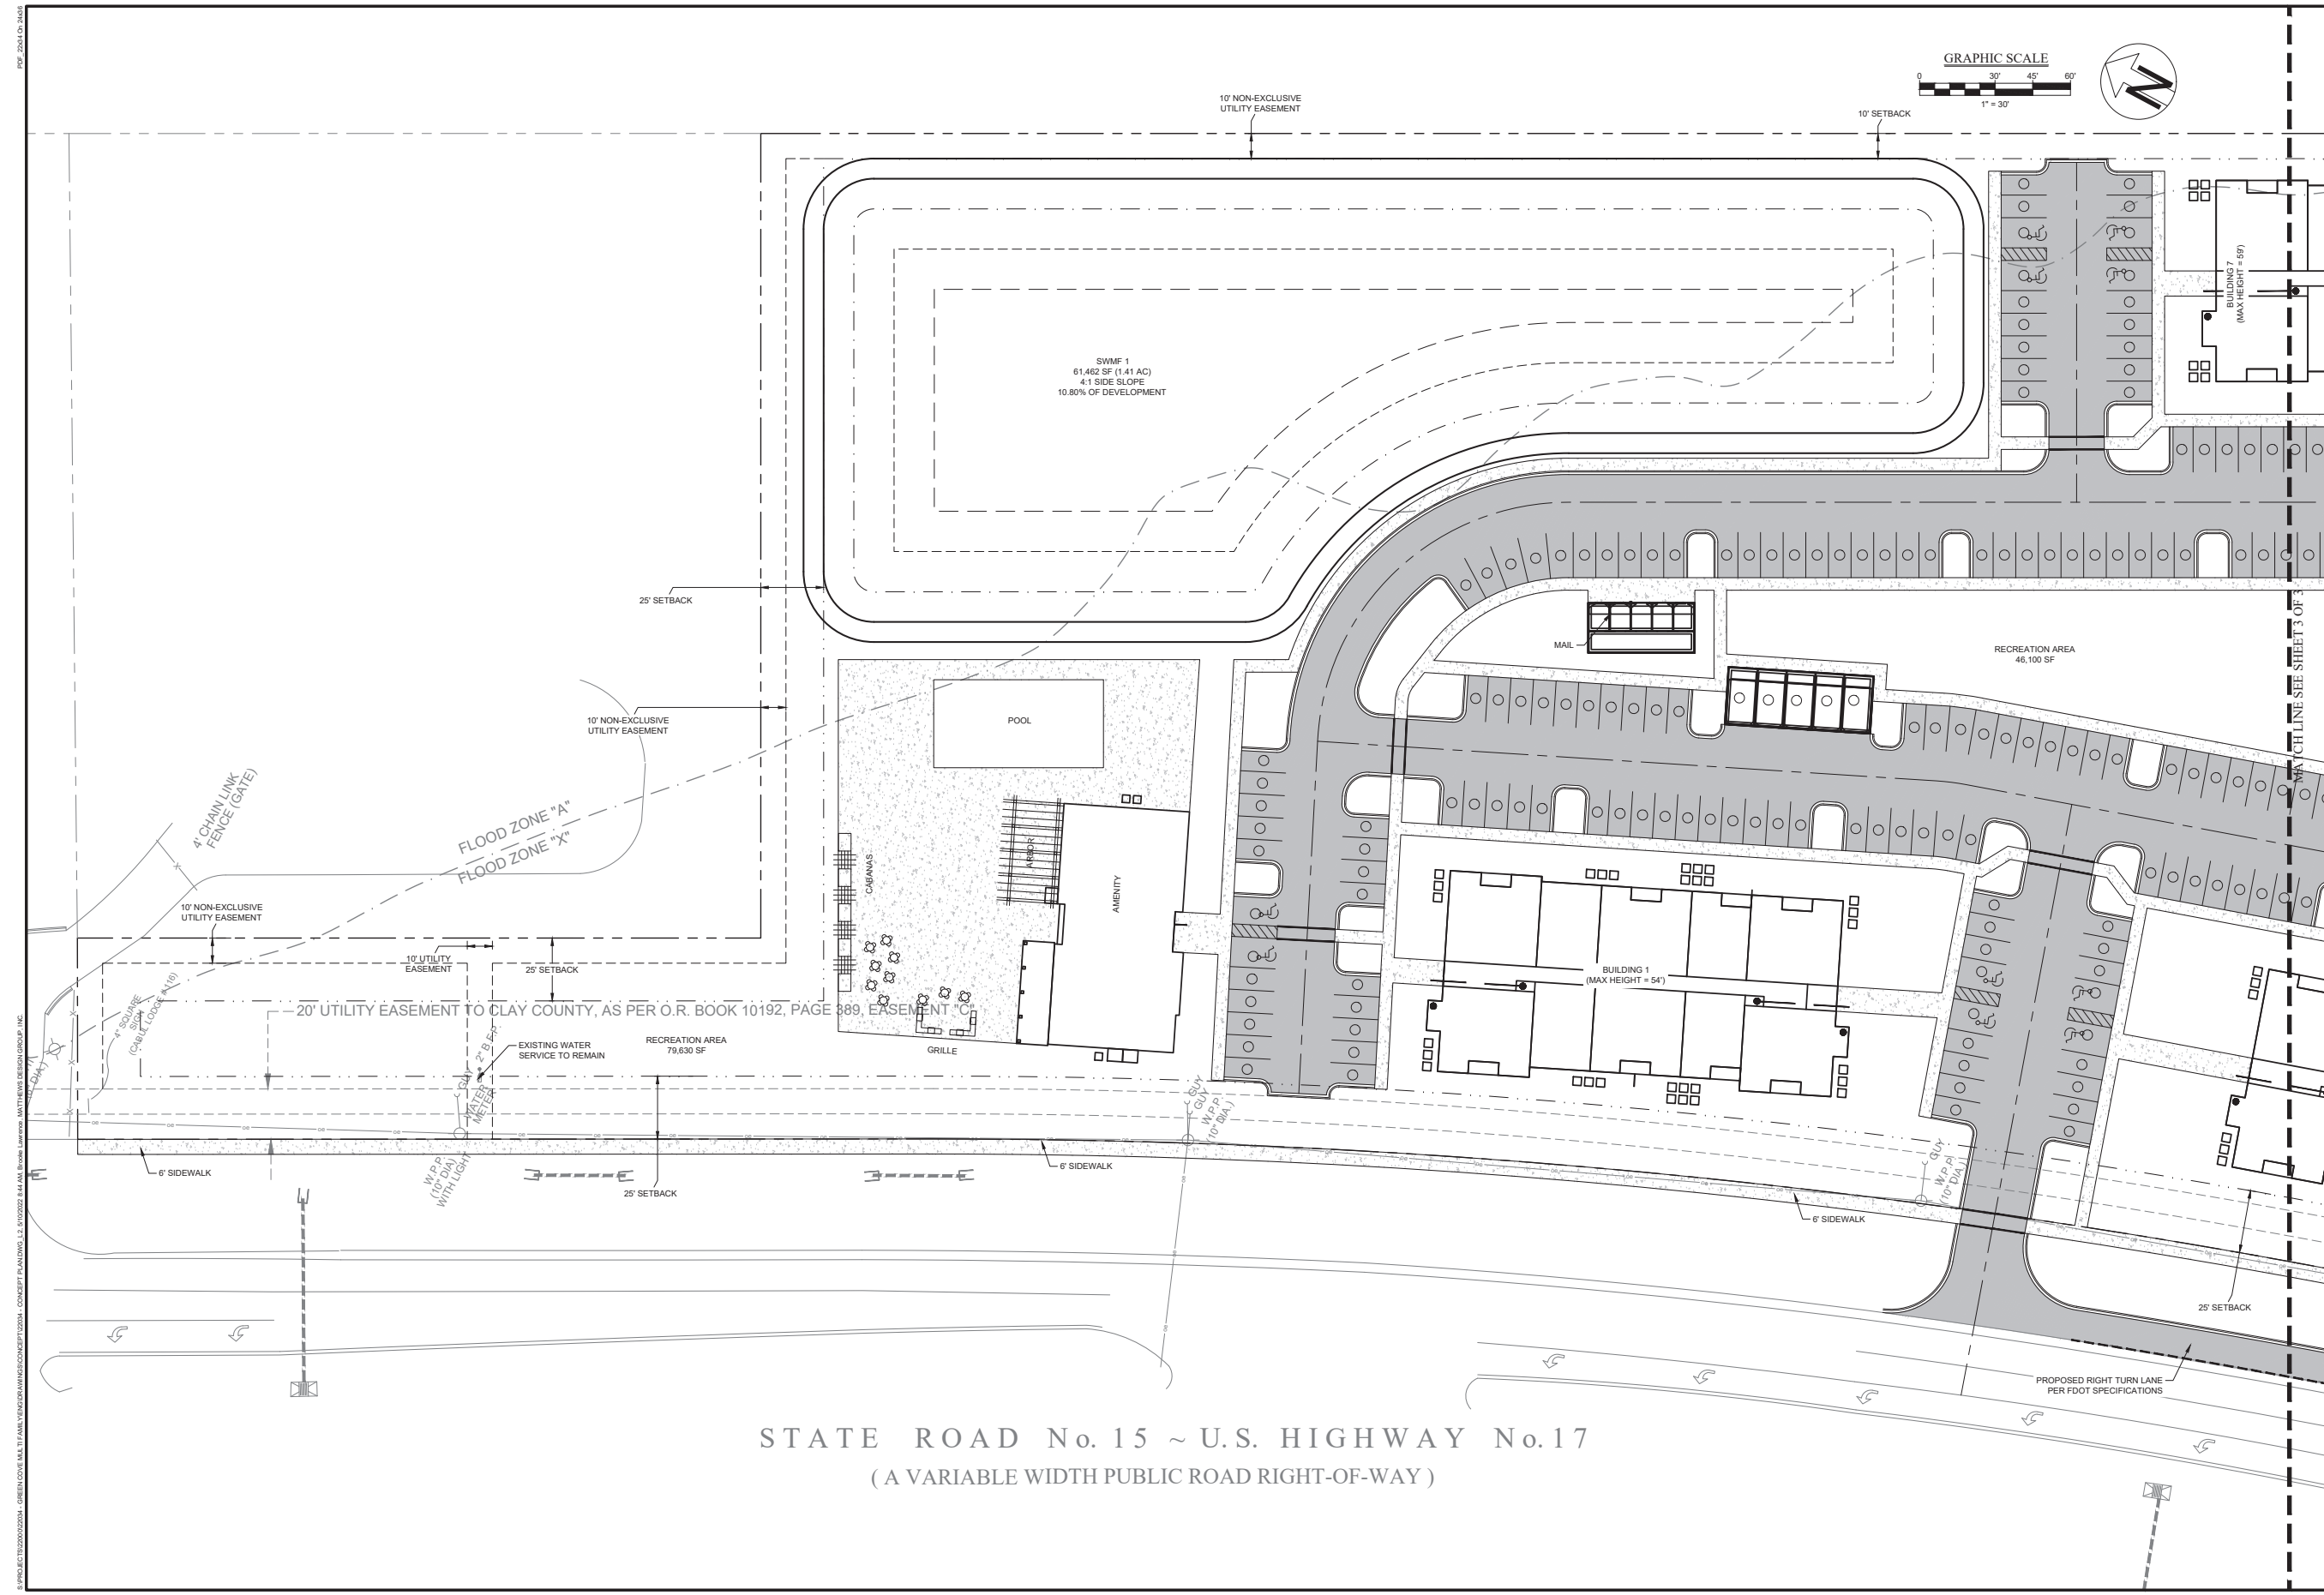 PDF_22x34 On 24x36
GRAPHIC SCALE
0 30' 45' 60'
1" = 30'
N
10' NON-EXCLUSIVE
UTILITY EASEMENT
10' SETBACK
BUILDING 7
(MAX HEIGHT = 59')
SWMF 1
61,462 SF (1.41 AC)
4:1 SIDE SLOPE
10.80% OF DEVELOPMENT
25' SETBACK
MAIL
RECREATION AREA
46,100 SF
MATCH LINE SEE SHEET 3 OF 3
10' NON-EXCLUSIVE
UTILITY EASEMENT
POOL
4' CHAIN LINK
FENCE (GATE)
FLOOD ZONE "A"
FLOOD ZONE "X"
CABANAS
ARBOR
AMENITY
10' NON-EXCLUSIVE
UTILITY EASEMENT
10' UTILITY
EASEMENT
25' SETBACK
BUILDING 1
(MAX HEIGHT = 54')
4" SQUARE
SIGN
20' UTILITY EASEMENT TO CLAY COUNTY, AS PER O.R. BOOK 10192, PAGE 389, EASEMENT "C"
EXISTING WATER
SERVICE TO REMAIN
RECREATION AREA
79,630 SF
GRILLE
GUY
2" B.F.P.
WATER
METER
GUY
GUY
W.P.P.
(10" DIA.)
GUY
W.P.P.
(10" DIA.)
6' SIDEWALK
W.P.P.
(10" DIA)
WITH LIGHT
25' SETBACK
6' SIDEWALK
6' SIDEWALK
25' SETBACK
PROPOSED RIGHT TURN LANE
PER FDOT SPECIFICATIONS
STATE ROAD No. 15 ~ U.S. HIGHWAY No.17
( A VARIABLE WIDTH PUBLIC ROAD RIGHT-OF-WAY )